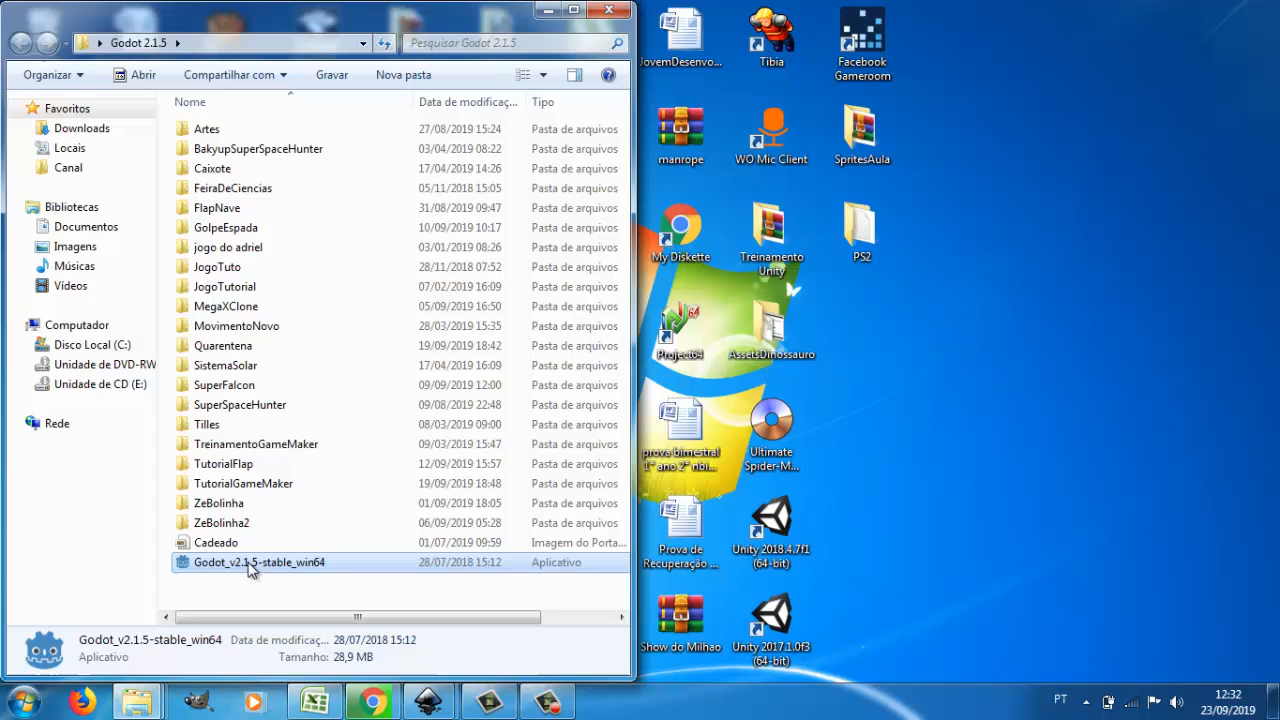 Godot 2.1.5
Pesquisar Godot 2.1.5
Organizar
Abrir
Compartilhar com
Gravar
Nova pasta
Favoritos
Downloads
Locais
Canal
Bibliotecas
Documentos
Imagens
Músicas
Vídeos
Computador
Disco Local (C:)
Unidade de DVD-RW
Unidade de CD (E:)
Rede
Nome Data de modificaç... Tipo
Artes 27/08/2019 15:24 Pasta de arquivos
BakyupSuperSpaceHunter 03/04/2019 08:22 Pasta de arquivos
Caixote 17/04/2019 14:26 Pasta de arquivos
FeiraDeCiencias 05/11/2018 15:05 Pasta de arquivos
FlapNave 31/08/2019 09:47 Pasta de arquivos
GolpeEspada 10/09/2019 10:17 Pasta de arquivos
jogo do adriel 03/01/2019 08:26 Pasta de arquivos
JogoTuto 28/11/2018 07:52 Pasta de arquivos
JogoTutorial 07/02/2019 16:09 Pasta de arquivos
MegaXClone 05/09/2019 16:50 Pasta de arquivos
MovimentoNovo 28/03/2019 15:35 Pasta de arquivos
Quarentena 19/09/2019 18:42 Pasta de arquivos
SistemaSolar 17/04/2019 16:09 Pasta de arquivos
SuperFalcon 09/09/2019 12:00 Pasta de arquivos
SuperSpaceHunter 09/08/2019 22:48 Pasta de arquivos
Tilles 08/03/2019 09:00 Pasta de arquivos
TreinamentoGameMaker 09/03/2019 15:47 Pasta de arquivos
TutorialFlap 12/09/2019 15:57 Pasta de arquivos
TutorialGameMaker 19/09/2019 18:48 Pasta de arquivos
ZeBolinha 01/09/2019 18:05 Pasta de arquivos
ZeBolinha2 06/09/2019 05:28 Pasta de arquivos
Cadeado 01/07/2019 09:59 Imagem do Porta...
Godot_v2.1.5-stable_win64 28/07/2018 15:12 Aplicativo
Godot_v2.1.5-stable_win64 Data de modificaç... 28/07/2018 15:12
Aplicativo Tamanho: 28,9 MB
JovemDesenvo...
Tibia
Facebook
Gameroom
manrope
WO Mic Client
SpritesAula
My Diskette
Treinamento
Unity
PS2
64
Project64
AssetsDinossauro
prova bimestral
1° ano 2° nbi...
Ultimate
Spider-M...
Prova de
Recuperação ...
Unity 2018.4.7f1
(64-bit)
Show do Milhao
Unity 2017.1.0f3
(64-bit)
PT
12:32
23/09/2019